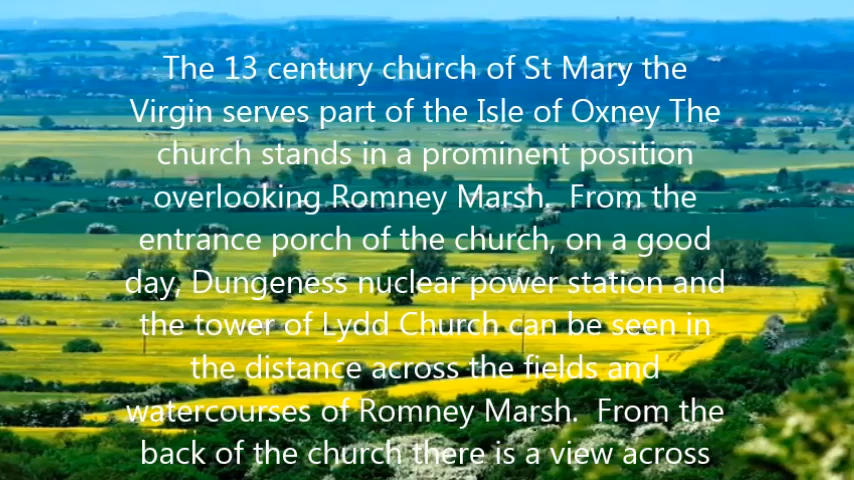 The 13 century church of St Mary the
Virgin serves part of the Isle of Oxney The
church stands in a prominent position
overlooking Romney Marsh.  From the
entrance porch of the church, on a good
day, Dungeness nuclear power station and
the tower of Lydd Church can be seen in
the distance across the fields and
watercourses of Romney Marsh.  From the
back of the church there is a view across